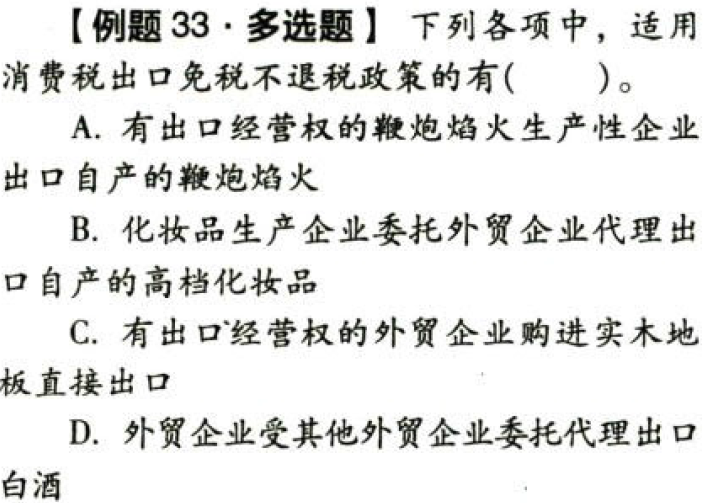 【例题 33·多选题】 下列各项中，适用
消费税出口免税不退税政策的有(　　)。
A. 有出口经营权的鞭炮焰火生产性企业
出口自产的鞭炮焰火
B. 化妆品生产企业委托外贸企业代理出
口自产的高档化妆品
C. 有出口经营权的外贸企业购进实木地
板直接出口
D. 外贸企业受其他外贸企业委托代理出口
白酒